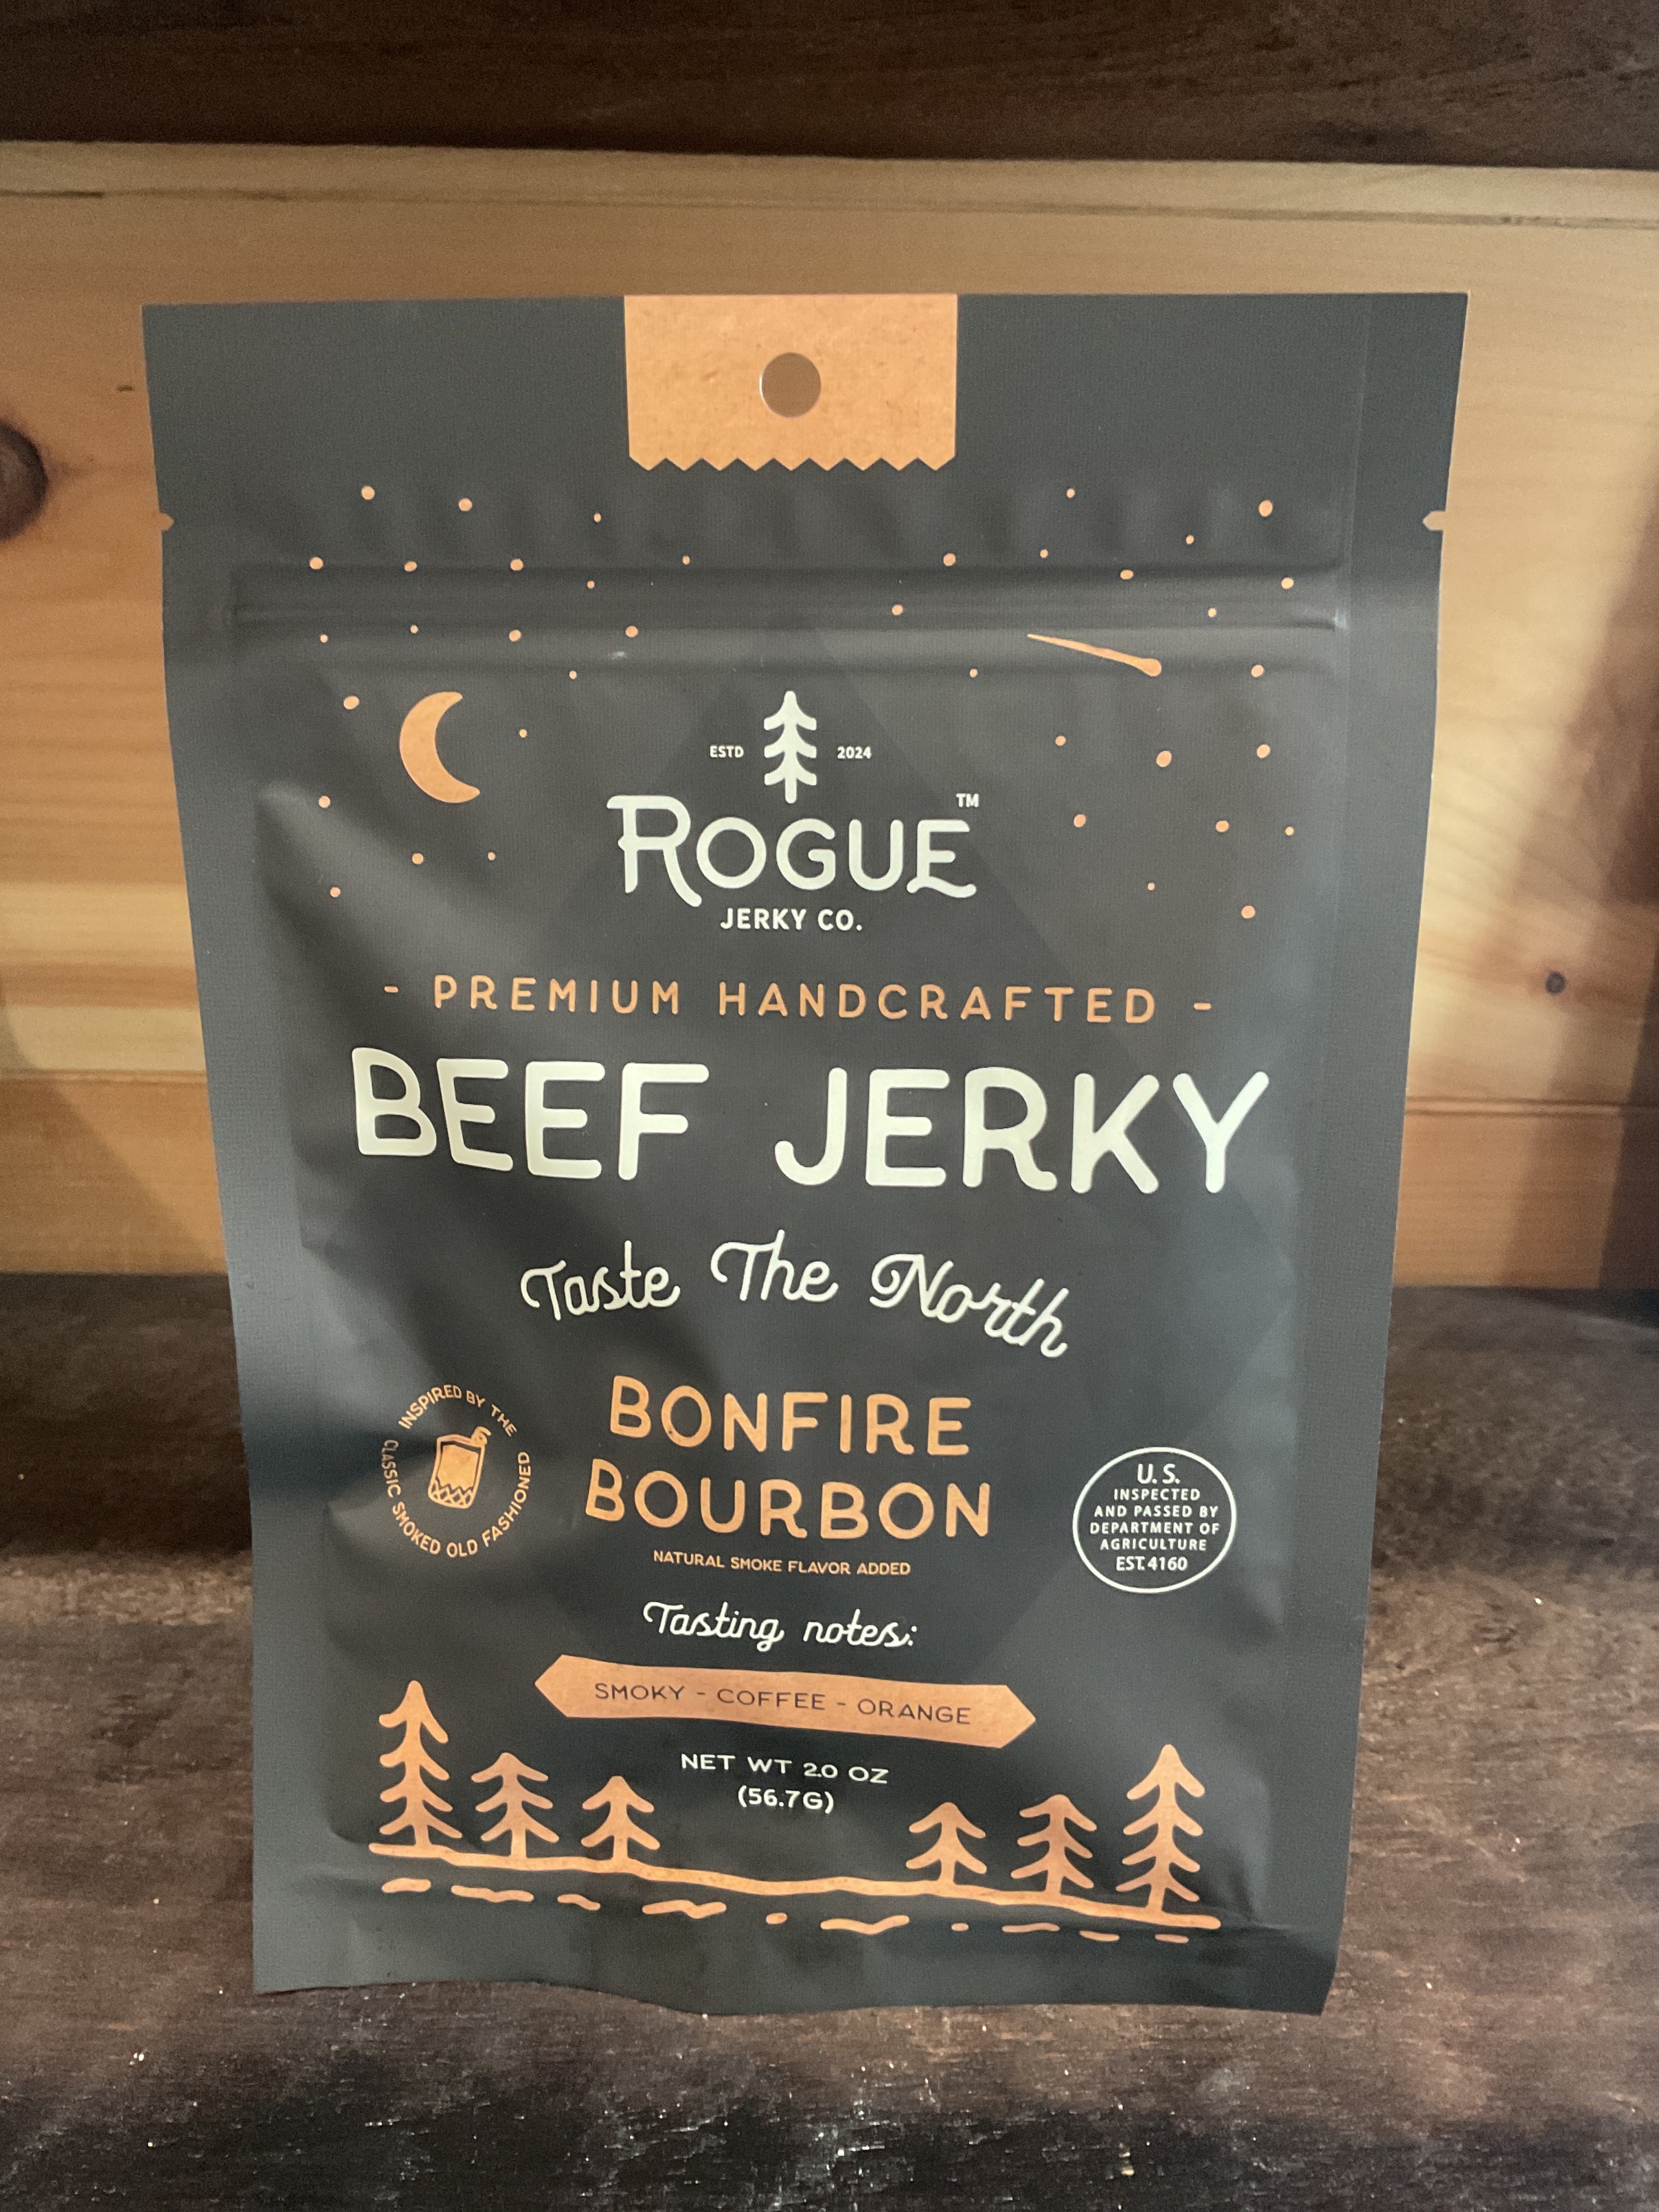 ESTD 2024
ROGUE™
JERKY CO.
- PREMIUM HANDCRAFTED -
BEEF JERKY
Taste The North
INSPIRED BY THE
CLASSIC SMOKED OLD FASHIONED
BONFIRE
BOURBON
NATURAL SMOKE FLAVOR ADDED
U.S.
INSPECTED
AND PASSED BY
DEPARTMENT OF
AGRICULTURE
EST.4160
Tasting notes:
SMOKY - COFFEE - ORANGE
NET WT 2.0 OZ
(56.7G)